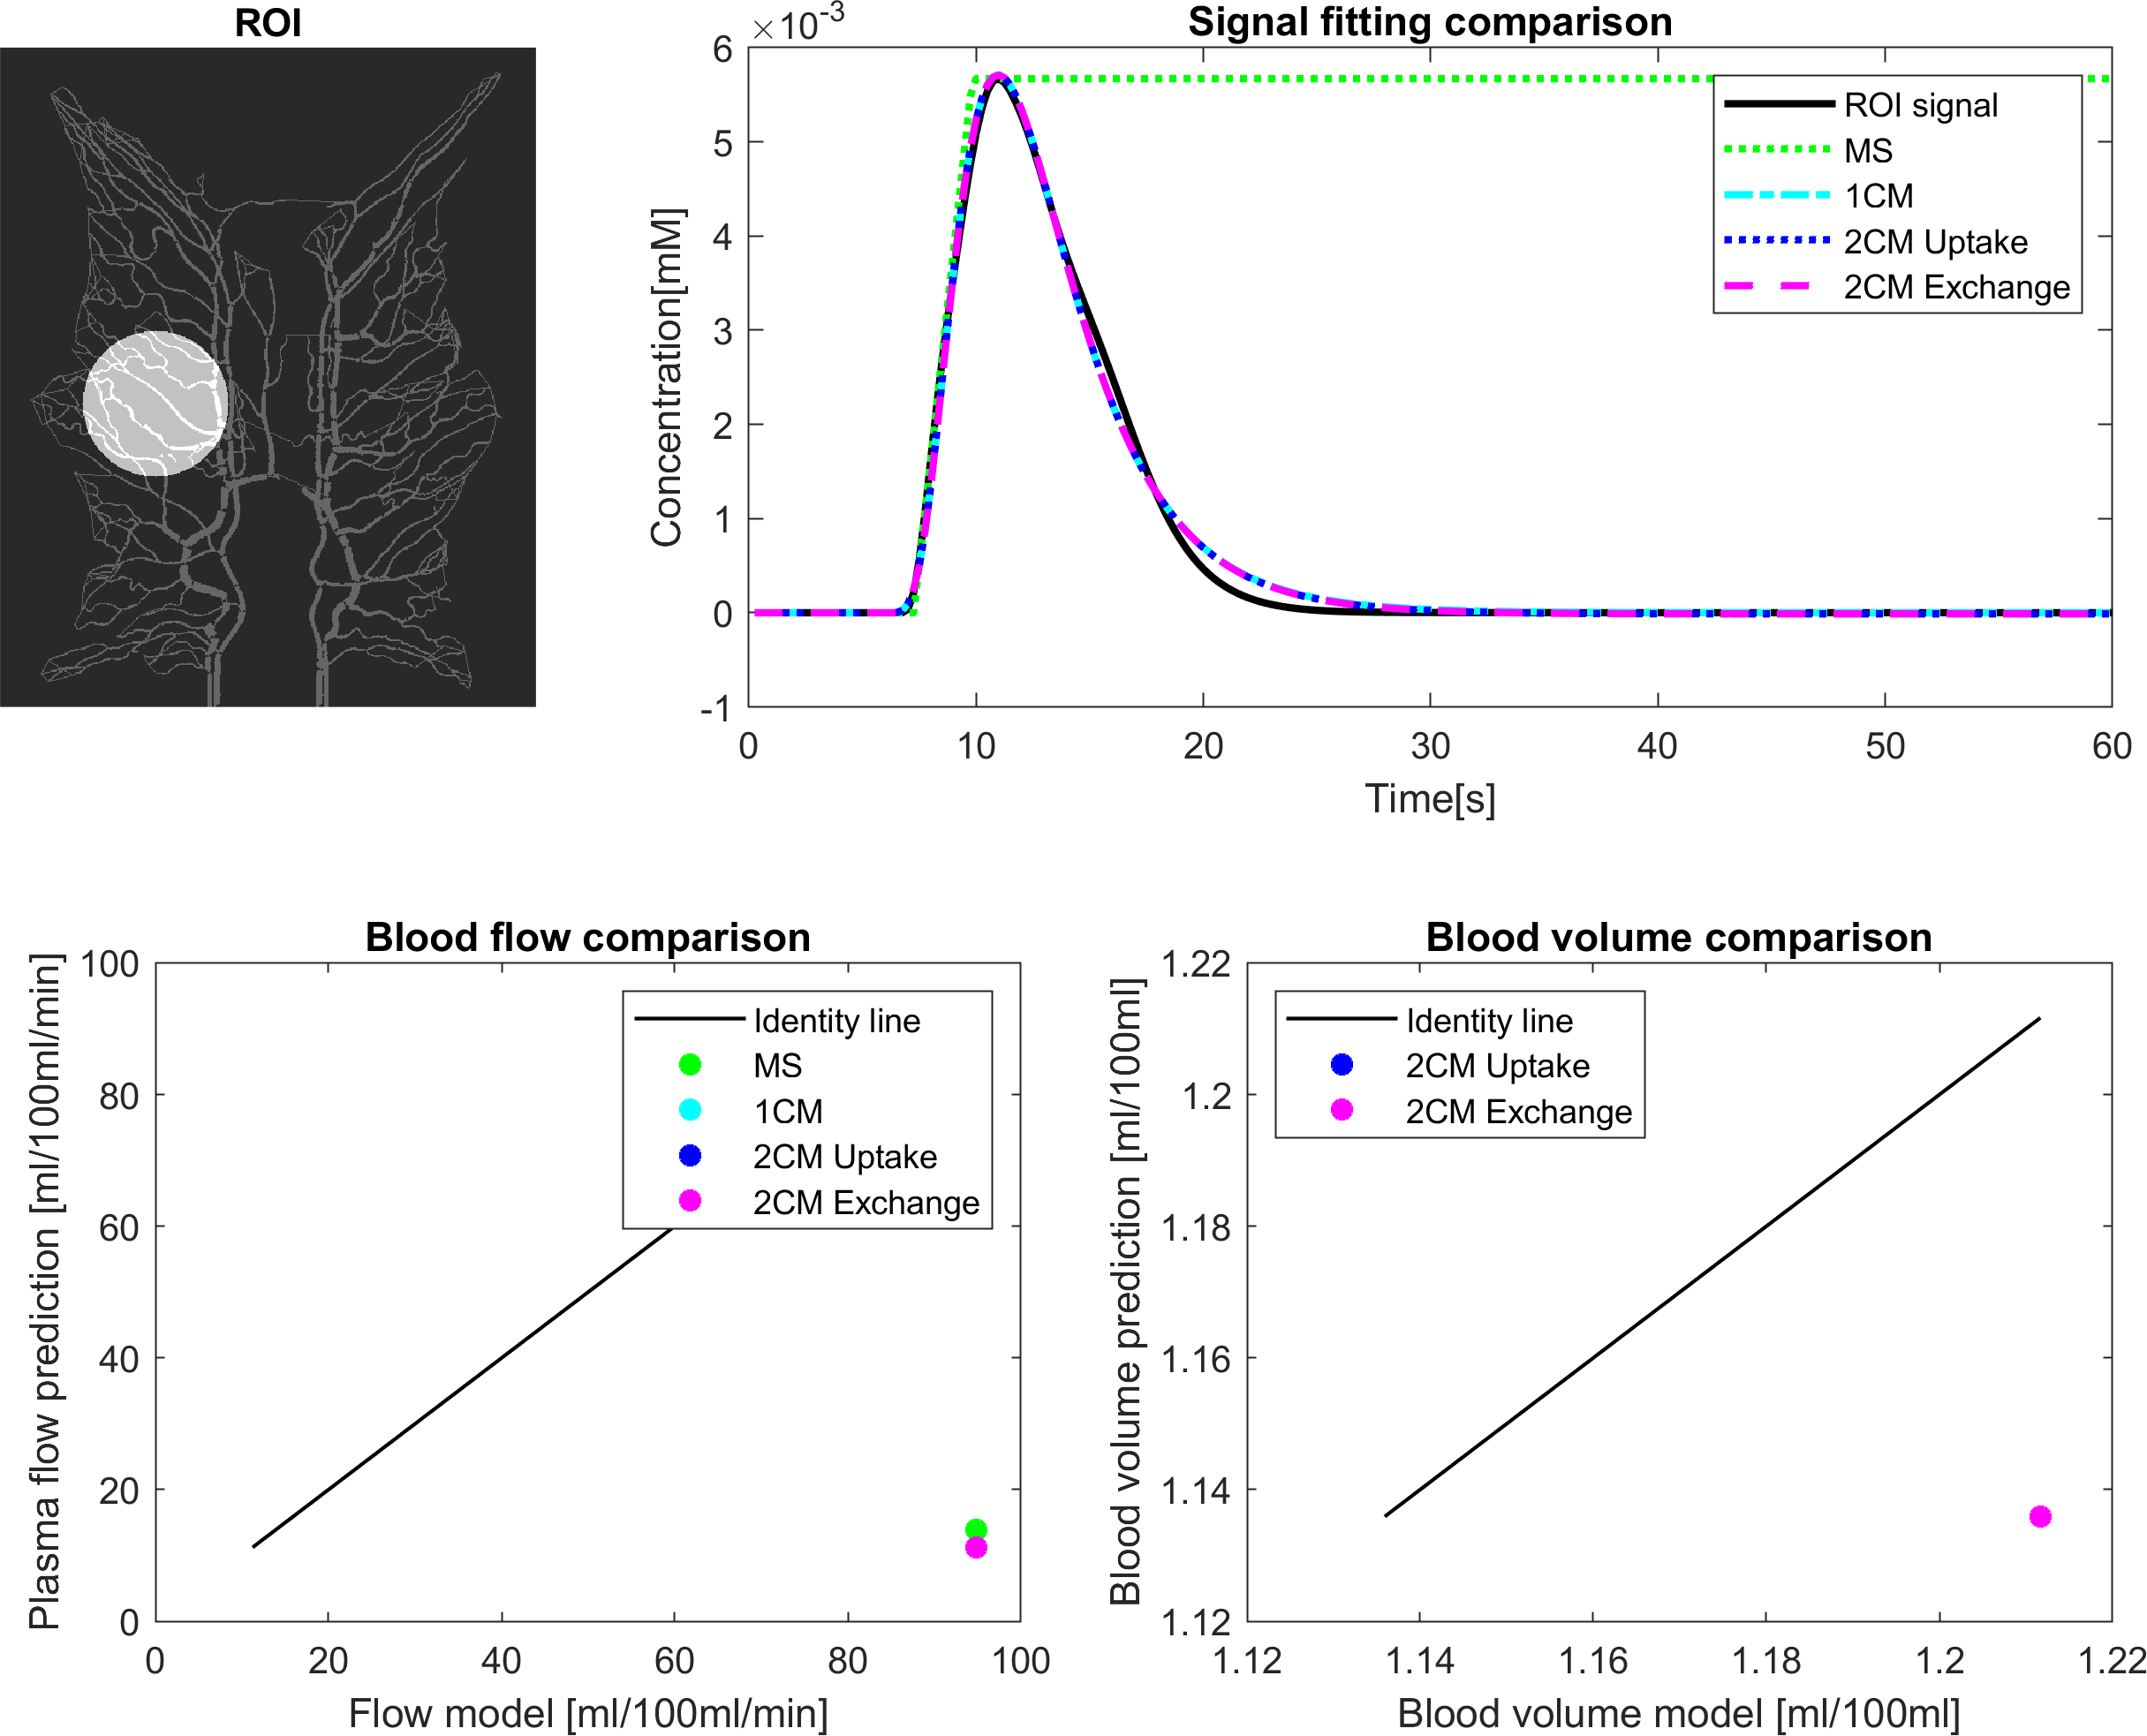 ROI
Signal fitting comparison
×10-3
6
5
4
3
2
1
0
-1
Concentration[mM]
0 10 20 30 40 50 60
Time[s]
ROI signal
MS
1CM
2CM Uptake
2CM Exchange
Blood flow comparison
100
80
60
40
20
0
Plasma flow prediction [ml/100ml/min]
0 20 40 60 80 100
Flow model [ml/100ml/min]
Identity line
MS
1CM
2CM Uptake
2CM Exchange
Blood volume comparison
1.22
1.2
1.18
1.16
1.14
1.12
Blood volume prediction [ml/100ml]
1.12 1.14 1.16 1.18 1.2 1.22
Blood volume model [ml/100ml]
Identity line
2CM Uptake
2CM Exchange